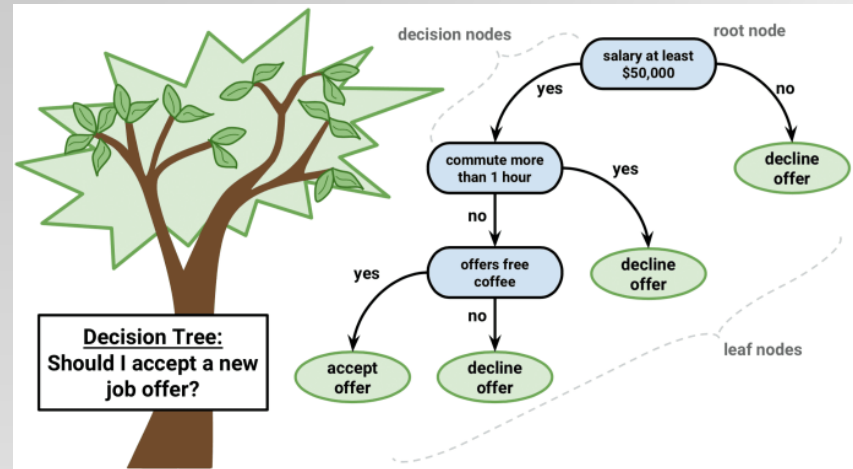 decision nodes
root node
salary at least
$50,000
yes
no
commute more
than 1 hour
yes
decline
offer
no
offers free
coffee
decline
offer
yes
no
Decision Tree:
Should I accept a new
job offer?
accept
offer
decline
offer
leaf nodes